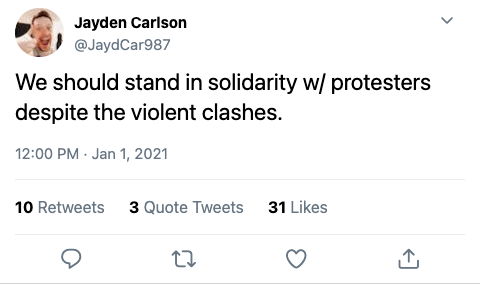 Jayden Carlson
@JaydCar987
We should stand in solidarity w/ protesters
despite the violent clashes.
12:00 PM · Jan 1, 2021
10 Retweets 3 Quote Tweets 31 Likes